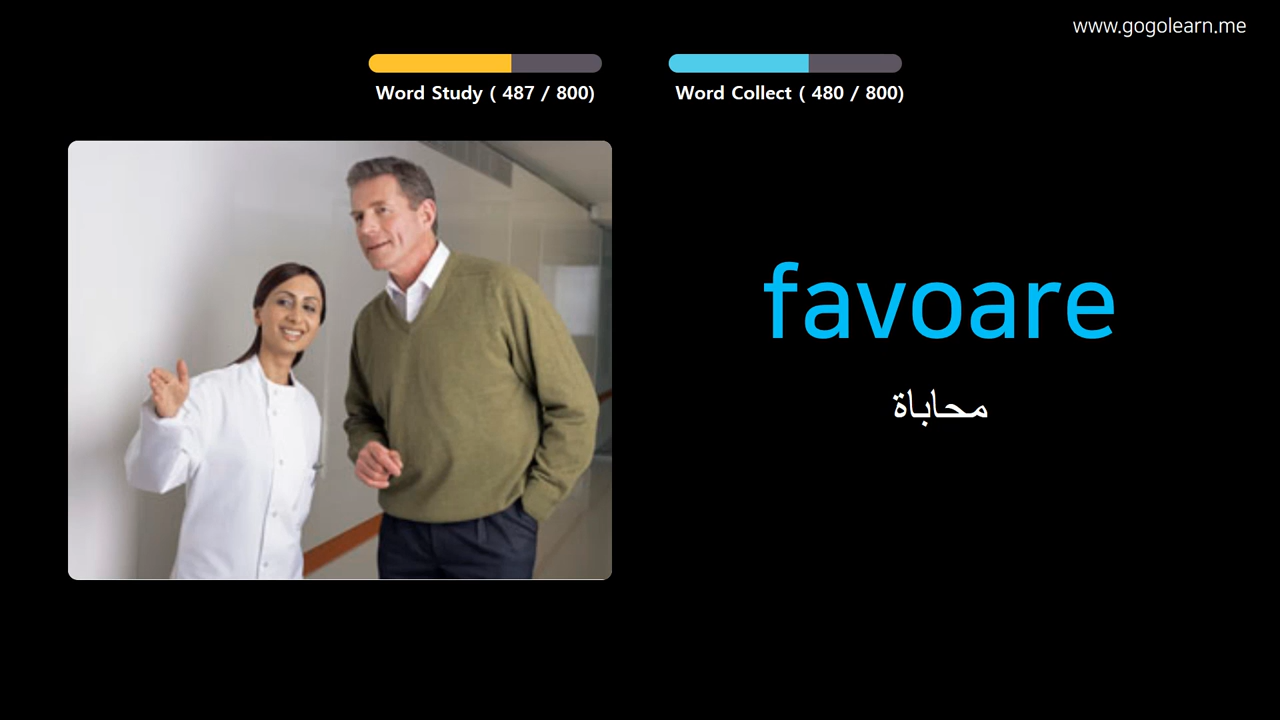 www.gogolearn.me
Word Study ( 487 / 800)
Word Collect ( 480 / 800)
favoare
محاباة